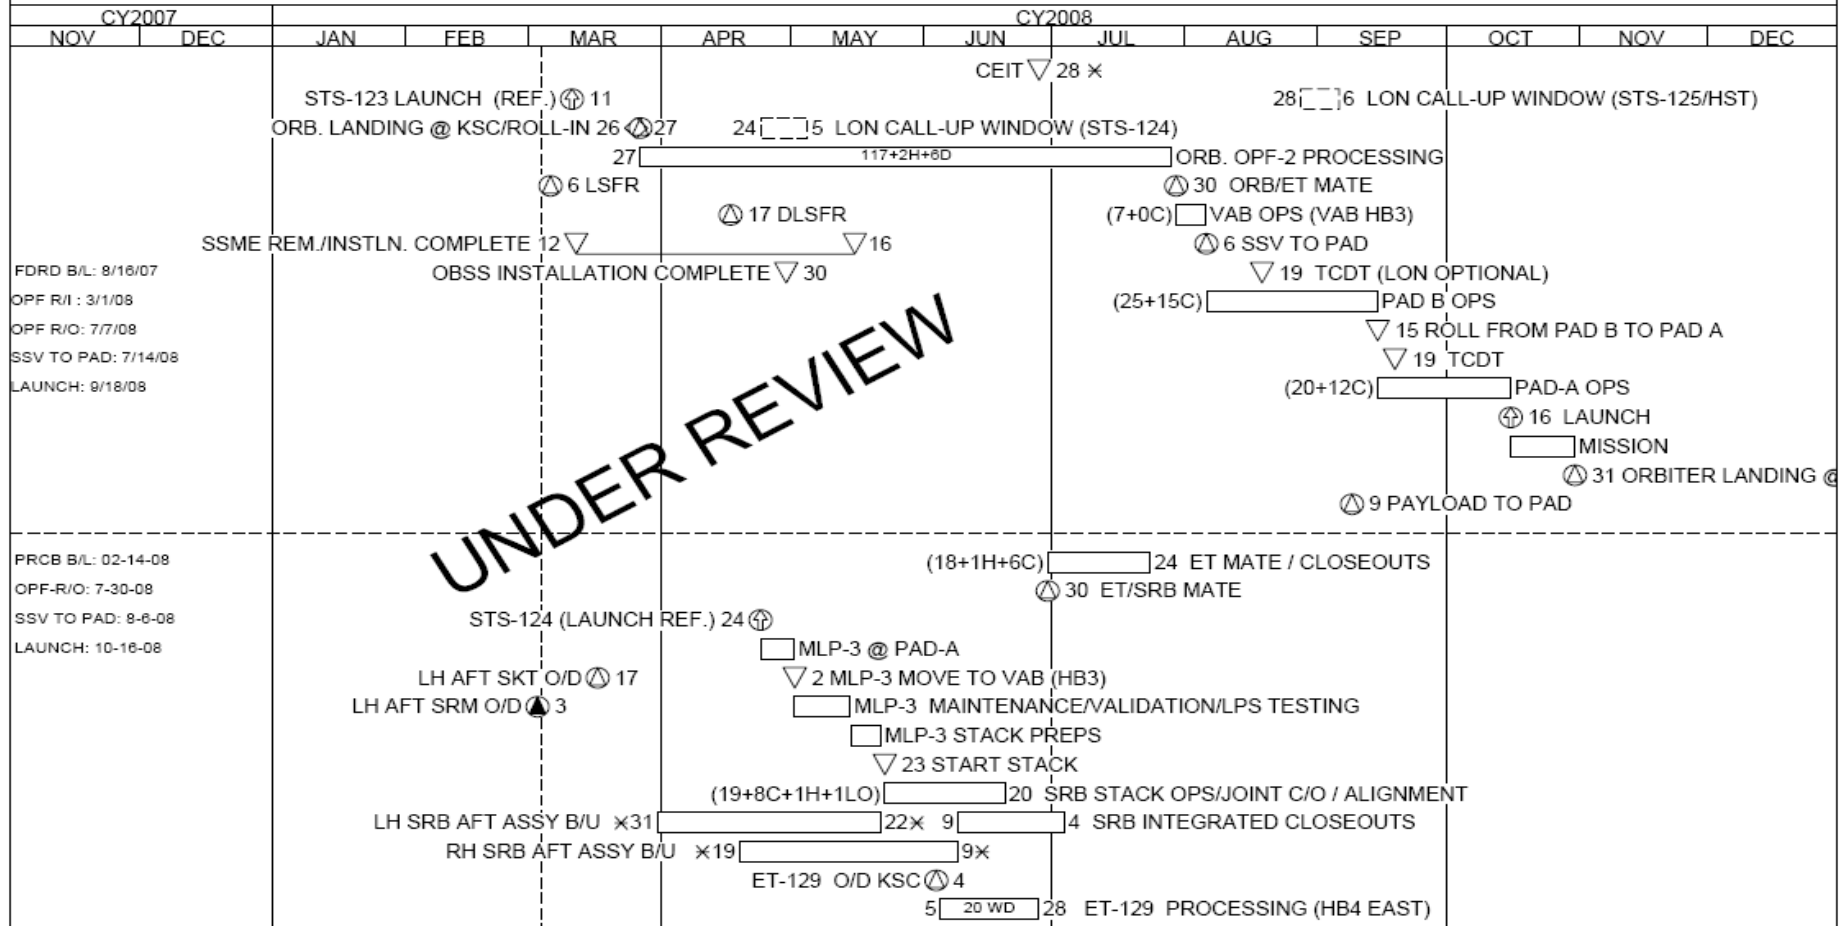 CY2007 CY2008
NOV DEC JAN FEB MAR APR MAY JUN JUL AUG SEP OCT NOV DEC
CEIT 28
STS-123 LAUNCH (REF.) 11 28 6 LON CALL-UP WINDOW (STS-125/HST)
ORB. LANDING @ KSC/ROLL-IN 26 27 24 5 LON CALL-UP WINDOW (STS-124)
27 117+2H+6D ORB. OPF-2 PROCESSING
6 LSFR 30 ORB/ET MATE
17 DLSFR (7+0C) VAB OPS (VAB HB3)
SSME REM./INSTLN. COMPLETE 12 16 6 SSV TO PAD
FDRD B/L: 8/16/07 OBSS INSTALLATION COMPLETE 30 19 TCDT (LON OPTIONAL)
OPF R/I : 3/1/08 (25+15C) PAD B OPS
OPF R/O: 7/7/08 15 ROLL FROM PAD B TO PAD A
SSV TO PAD: 7/14/08 19 TCDT
LAUNCH: 9/18/08 (20+12C) PAD-A OPS
16 LAUNCH
MISSION
31 ORBITER LANDING @
9 PAYLOAD TO PAD
UNDER REVIEW
PRCB B/L: 02-14-08 (18+1H+6C) 24 ET MATE / CLOSEOUTS
OPF-R/O: 7-30-08 30 ET/SRB MATE
SSV TO PAD: 8-6-08 STS-124 (LAUNCH REF.) 24
LAUNCH: 10-16-08 MLP-3 @ PAD-A
LH AFT SKT O/D 17 2 MLP-3 MOVE TO VAB (HB3)
LH AFT SRM O/D 3 MLP-3 MAINTENANCE/VALIDATION/LPS TESTING
MLP-3 STACK PREPS
23 START STACK
(19+8C+1H+1LO) 20 SRB STACK OPS/JOINT C/O / ALIGNMENT
LH SRB AFT ASSY B/U 31 22 9 4 SRB INTEGRATED CLOSEOUTS
RH SRB AFT ASSY B/U 19 9
ET-129 O/D KSC 4
5 20 WD 28 ET-129 PROCESSING (HB4 EAST)